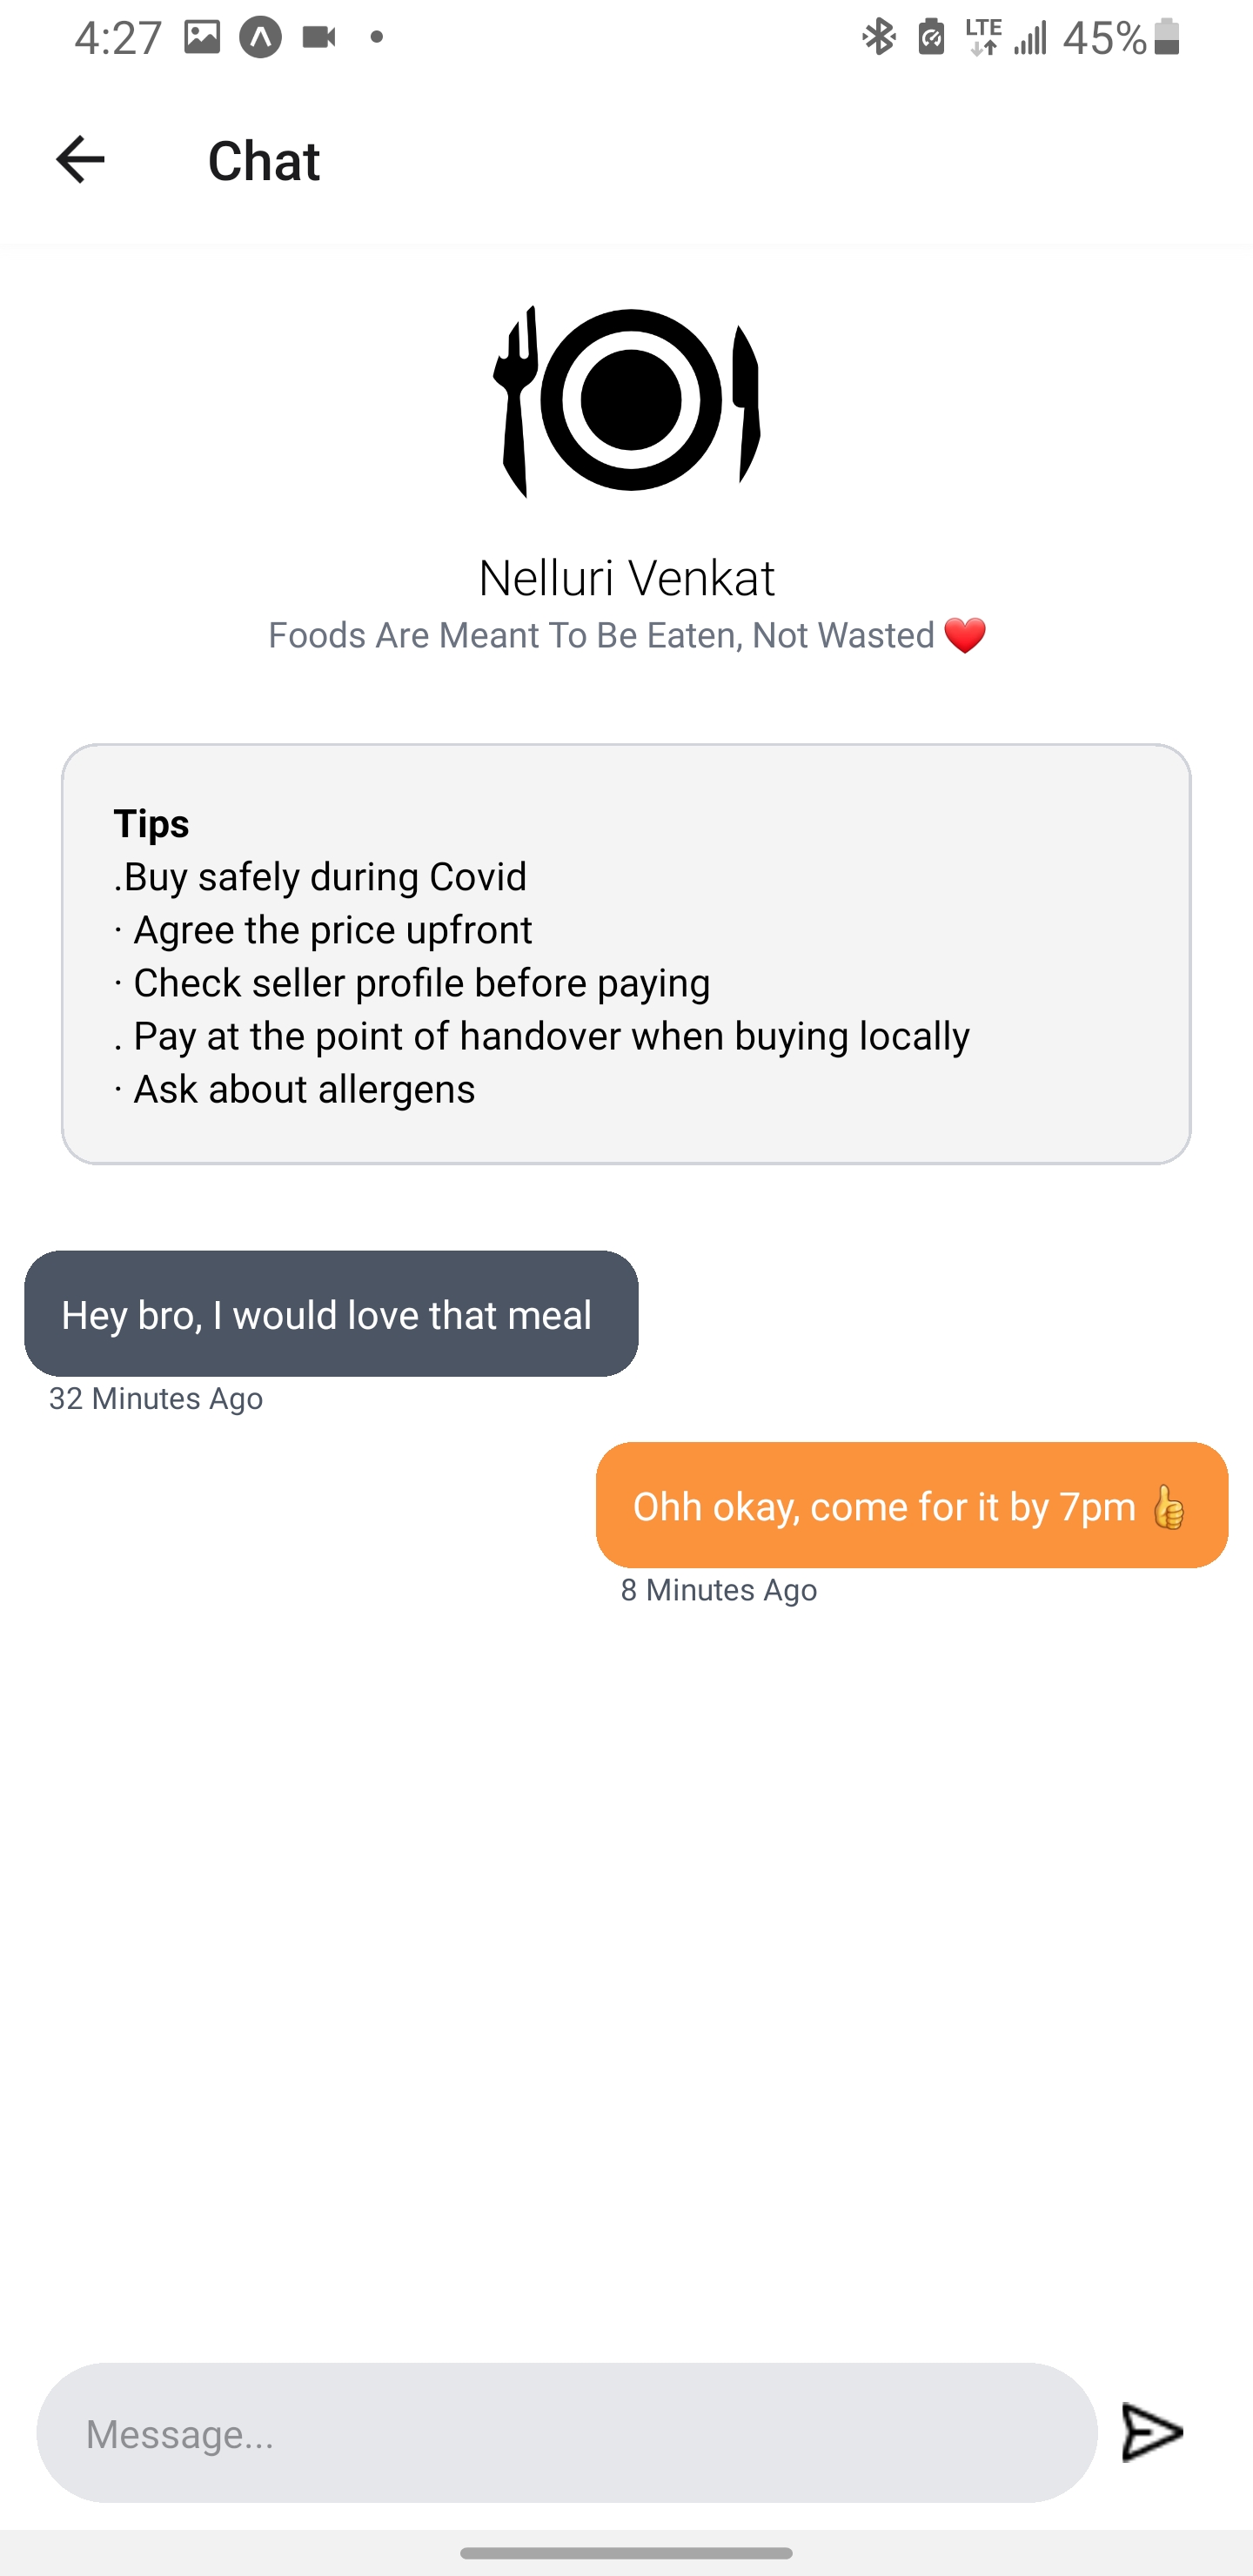 4:27
LTE
45%
Chat
Nelluri Venkat
Foods Are Meant To Be Eaten, Not Wasted ❤️
Tips
.Buy safely during Covid
· Agree the price upfront
· Check seller profile before paying
. Pay at the point of handover when buying locally
· Ask about allergens
Hey bro, I would love that meal
32 Minutes Ago
Ohh okay, come for it by 7pm 👍
8 Minutes Ago
Message...